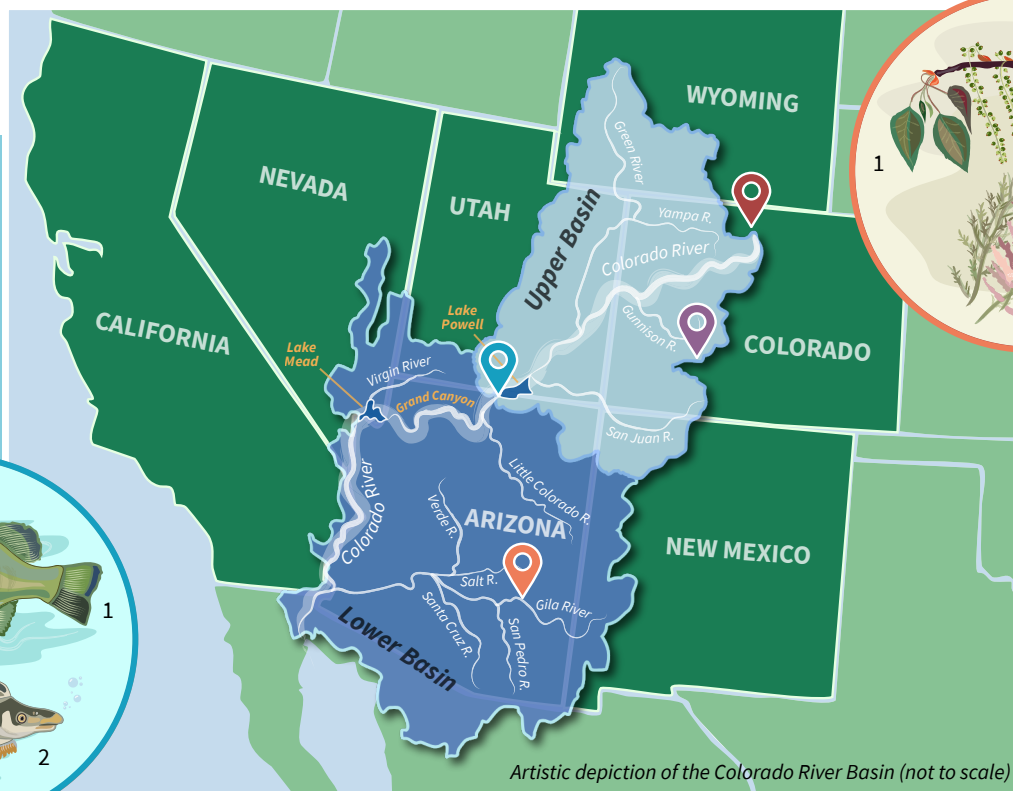 WYOMING
1
Green River
NEVADA
UTAH
Upper Basin
Yampa R.
Colorado River
Lake
Powell
CALIFORNIA
Gunnison R.
COLORADO
Lake
Mead
Virgin River
Grand Canyon
San Juan R.
Colorado River
Little Colorado R.
Verde R.
ARIZONA
NEW MEXICO
Salt R.
Gila River
Santa Cruz R.
San Pedro R.
Lower Basin
1
2
Artistic depiction of the Colorado River Basin (not to scale)